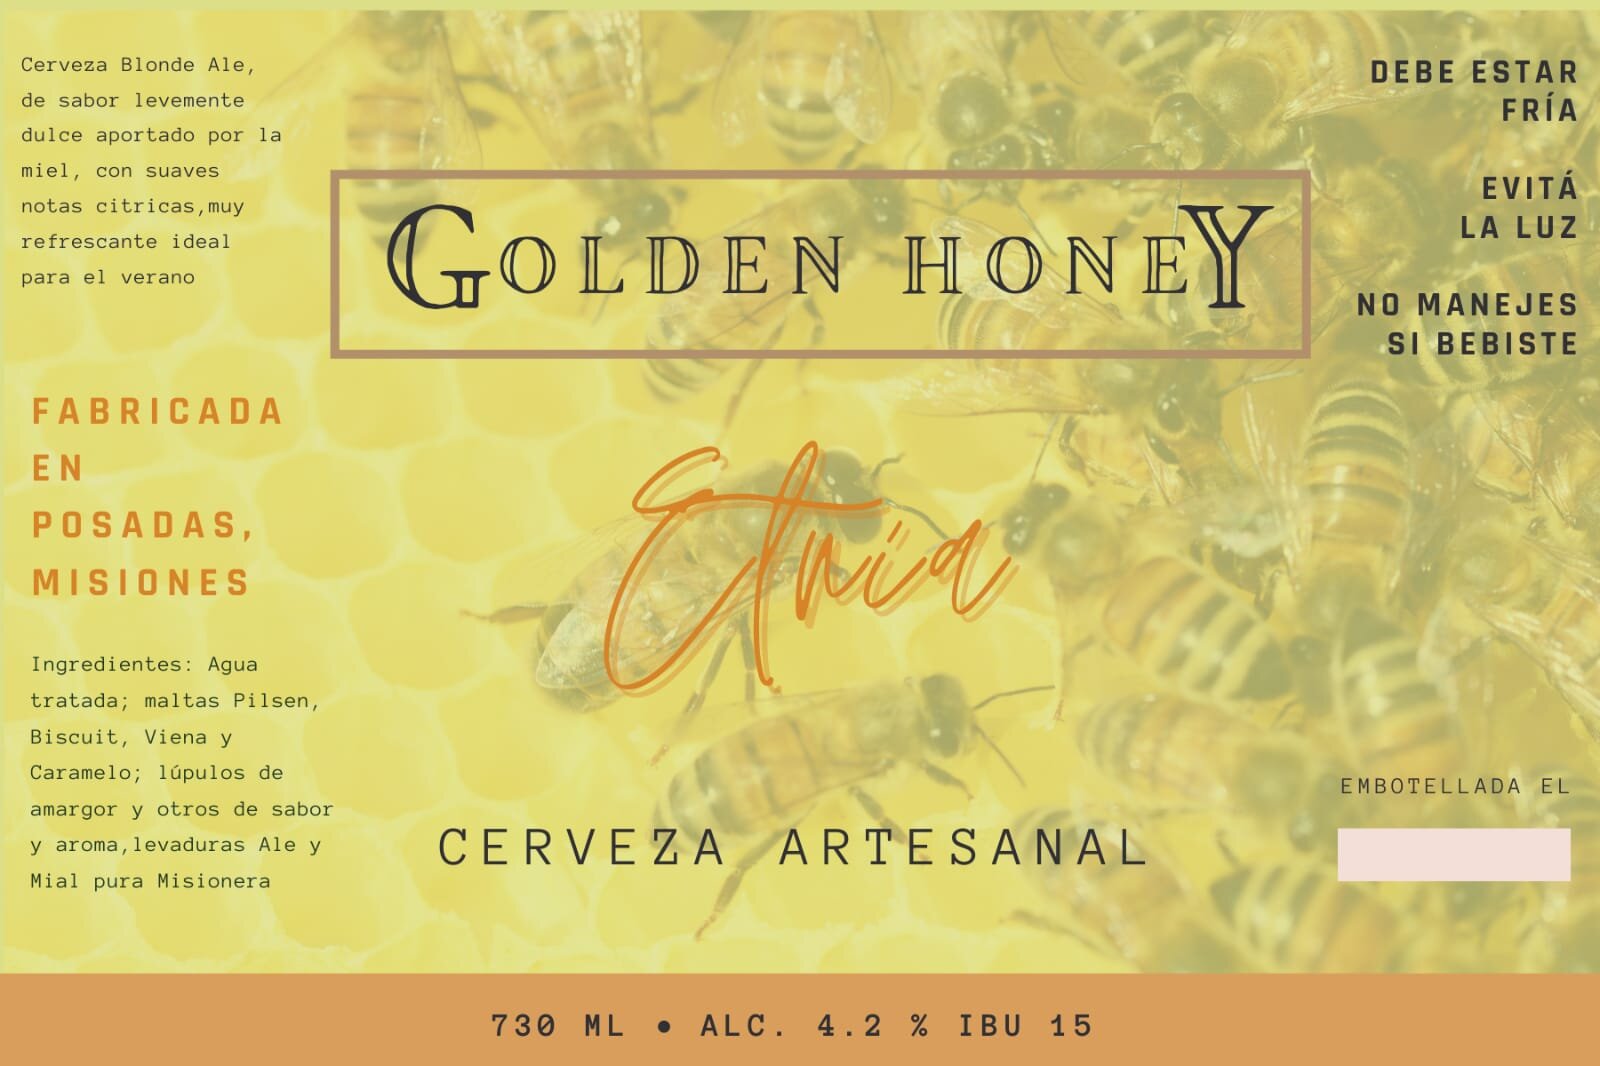 Cerveza Blonde Ale,
de sabor levemente
dulce aportado por la
miel, con suaves
notas citricas,muy
refrescante ideal
para el verano
FABRICADA
EN
POSADAS,
MISIONES
Ingredientes: Agua
tratada; maltas Pilsen,
Biscuit, Viena y
Caramelo; lúpulos de
amargor y otros de sabor
y aroma,levaduras Ale y
Mial pura Misionera
GOLDEN HONEY
Etnia
CERVEZA ARTESANAL
DEBE ESTAR
FRÍA
EVITÁ
LA LUZ
NO MANEJES
SI BEBISTE
EMBOTELLADA EL
730 ML • ALC. 4.2 % IBU 15